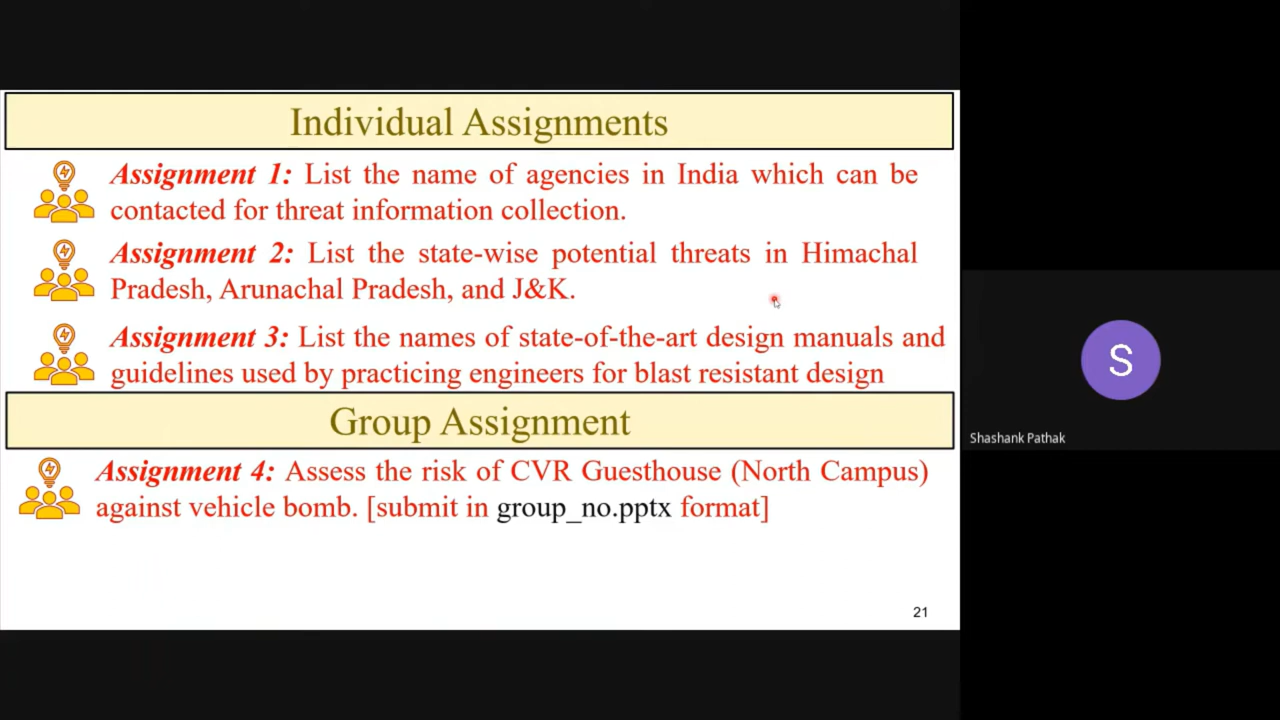 Individual Assignments
Assignment 1: List the name of agencies in India which can be
contacted for threat information collection.
Assignment 2: List the state-wise potential threats in Himachal
Pradesh, Arunachal Pradesh, and J&K.
Assignment 3: List the names of state-of-the-art design manuals and
guidelines used by practicing engineers for blast resistant design
Group Assignment
Assignment 4: Assess the risk of CVR Guesthouse (North Campus)
against vehicle bomb. [submit in group_no.pptx format]
21
S
Shashank Pathak